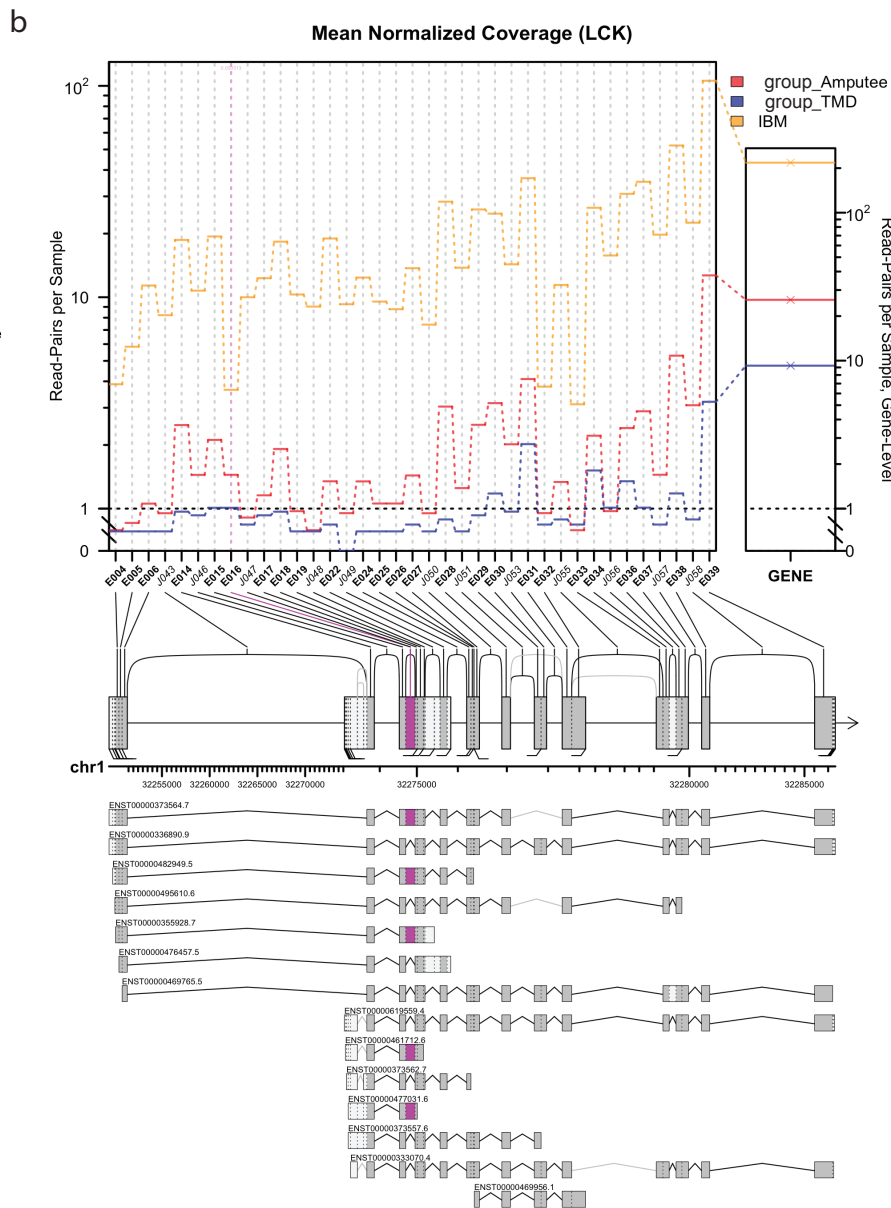 b
Mean Normalized Coverage (LCK)
group_Amputee
group_TMD
IBM
10²
10
1
0
Read-Pairs per Sample
10²
10
1
0
Read-Pairs per Sample, Gene-Level
E004 E005 E006 J043 E014 J046 E015 E016 J047 E017 E018 E019 J048 E022 J049 E024 E025 E026 E027 J050 E028 J051 E029 E030 J053 E031 E032 J055 E033 E034 J056 E036 E037 J057 E038 J058 E039
GENE
chr1
32255000 32260000 32265000 32270000 32275000 32280000 32285000
ENST00000373564.7
ENST00000336890.9
ENST00000482949.5
ENST00000495610.6
ENST00000355928.7
ENST00000476457.5
ENST00000469765.5
ENST00000619559.4
ENST00000461712.6
ENST00000373562.7
ENST00000477031.6
ENST00000373557.6
ENST00000333070.4
ENST00000469956.1